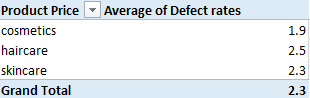 Product Price Average of Defect rates
cosmetics 1.9
haircare 2.5
skincare 2.3
Grand Total 2.3